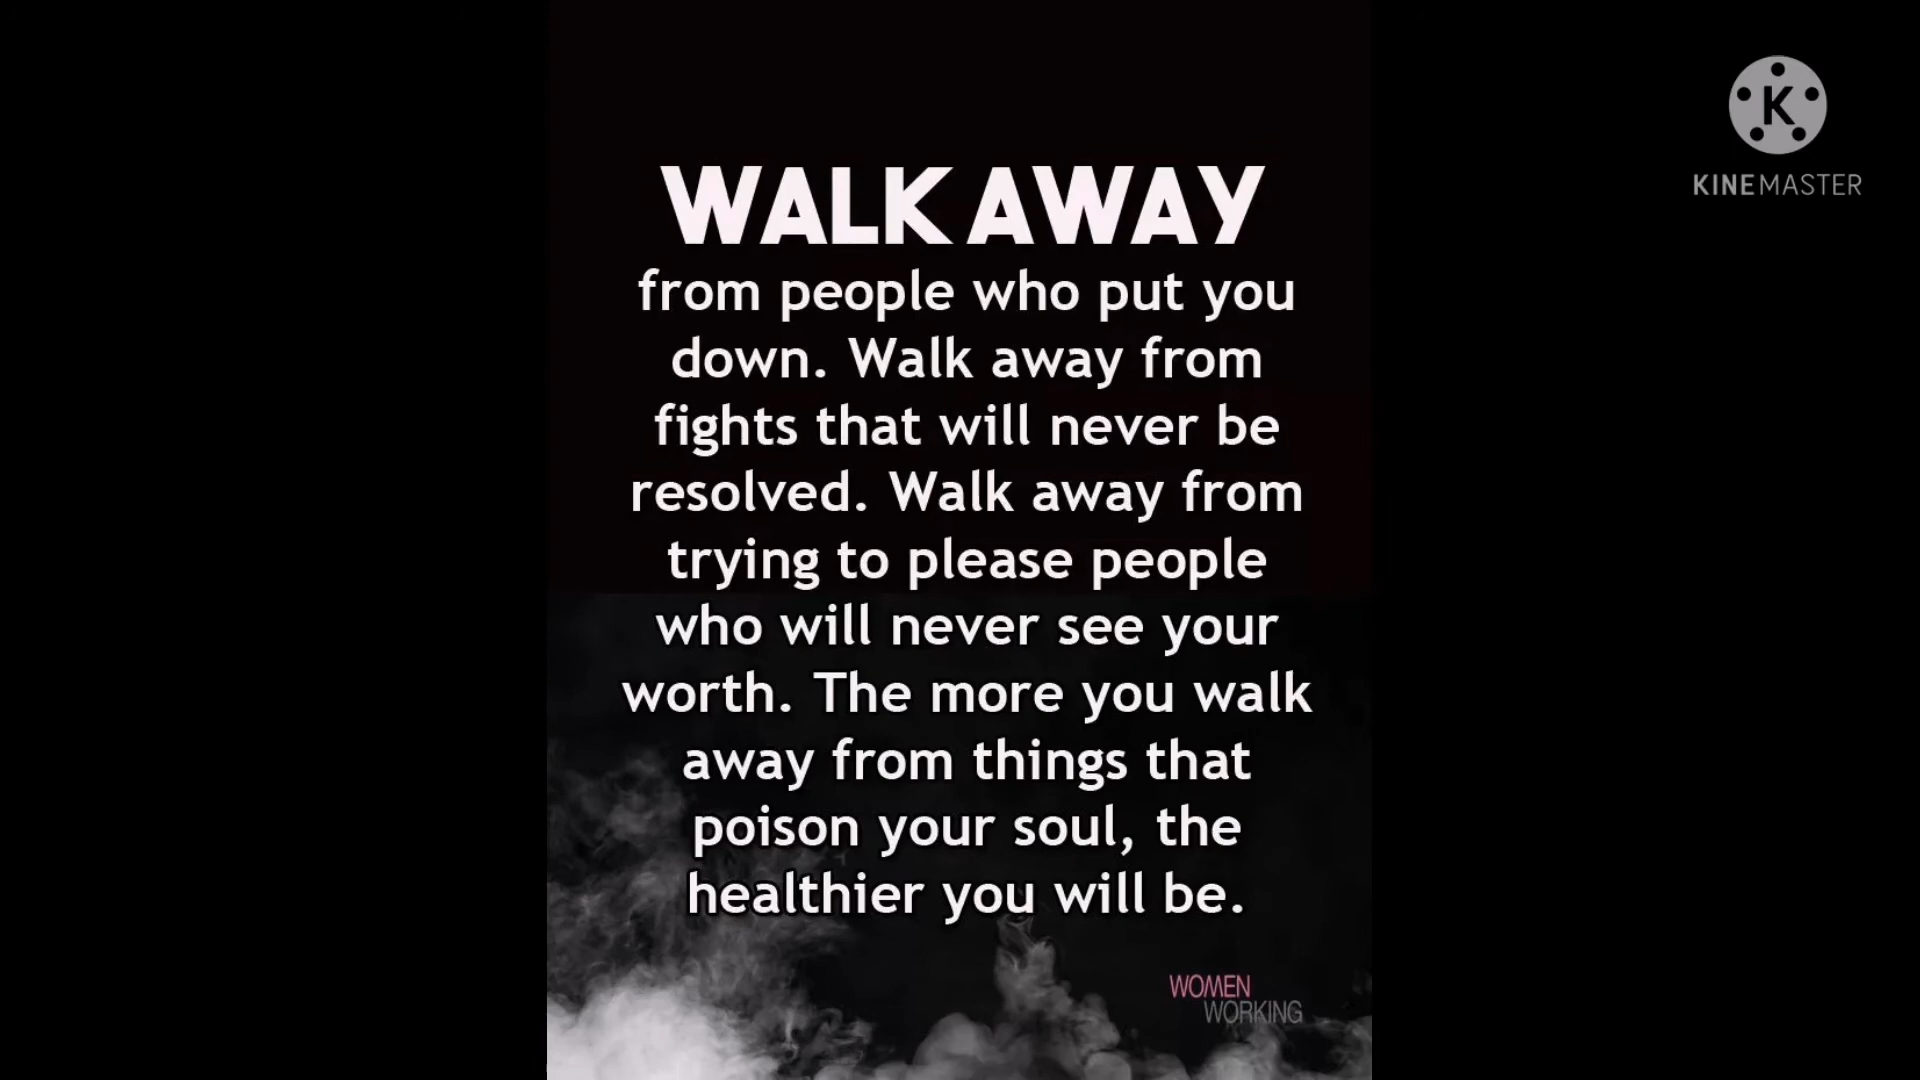 WALK AWAY
from people who put you
down. Walk away from
fights that will never be
resolved. Walk away from
trying to please people
who will never see your
worth. The more you walk
away from things that
poison your soul, the
healthier you will be.
WOMEN
WORKING
K
KINEMASTER